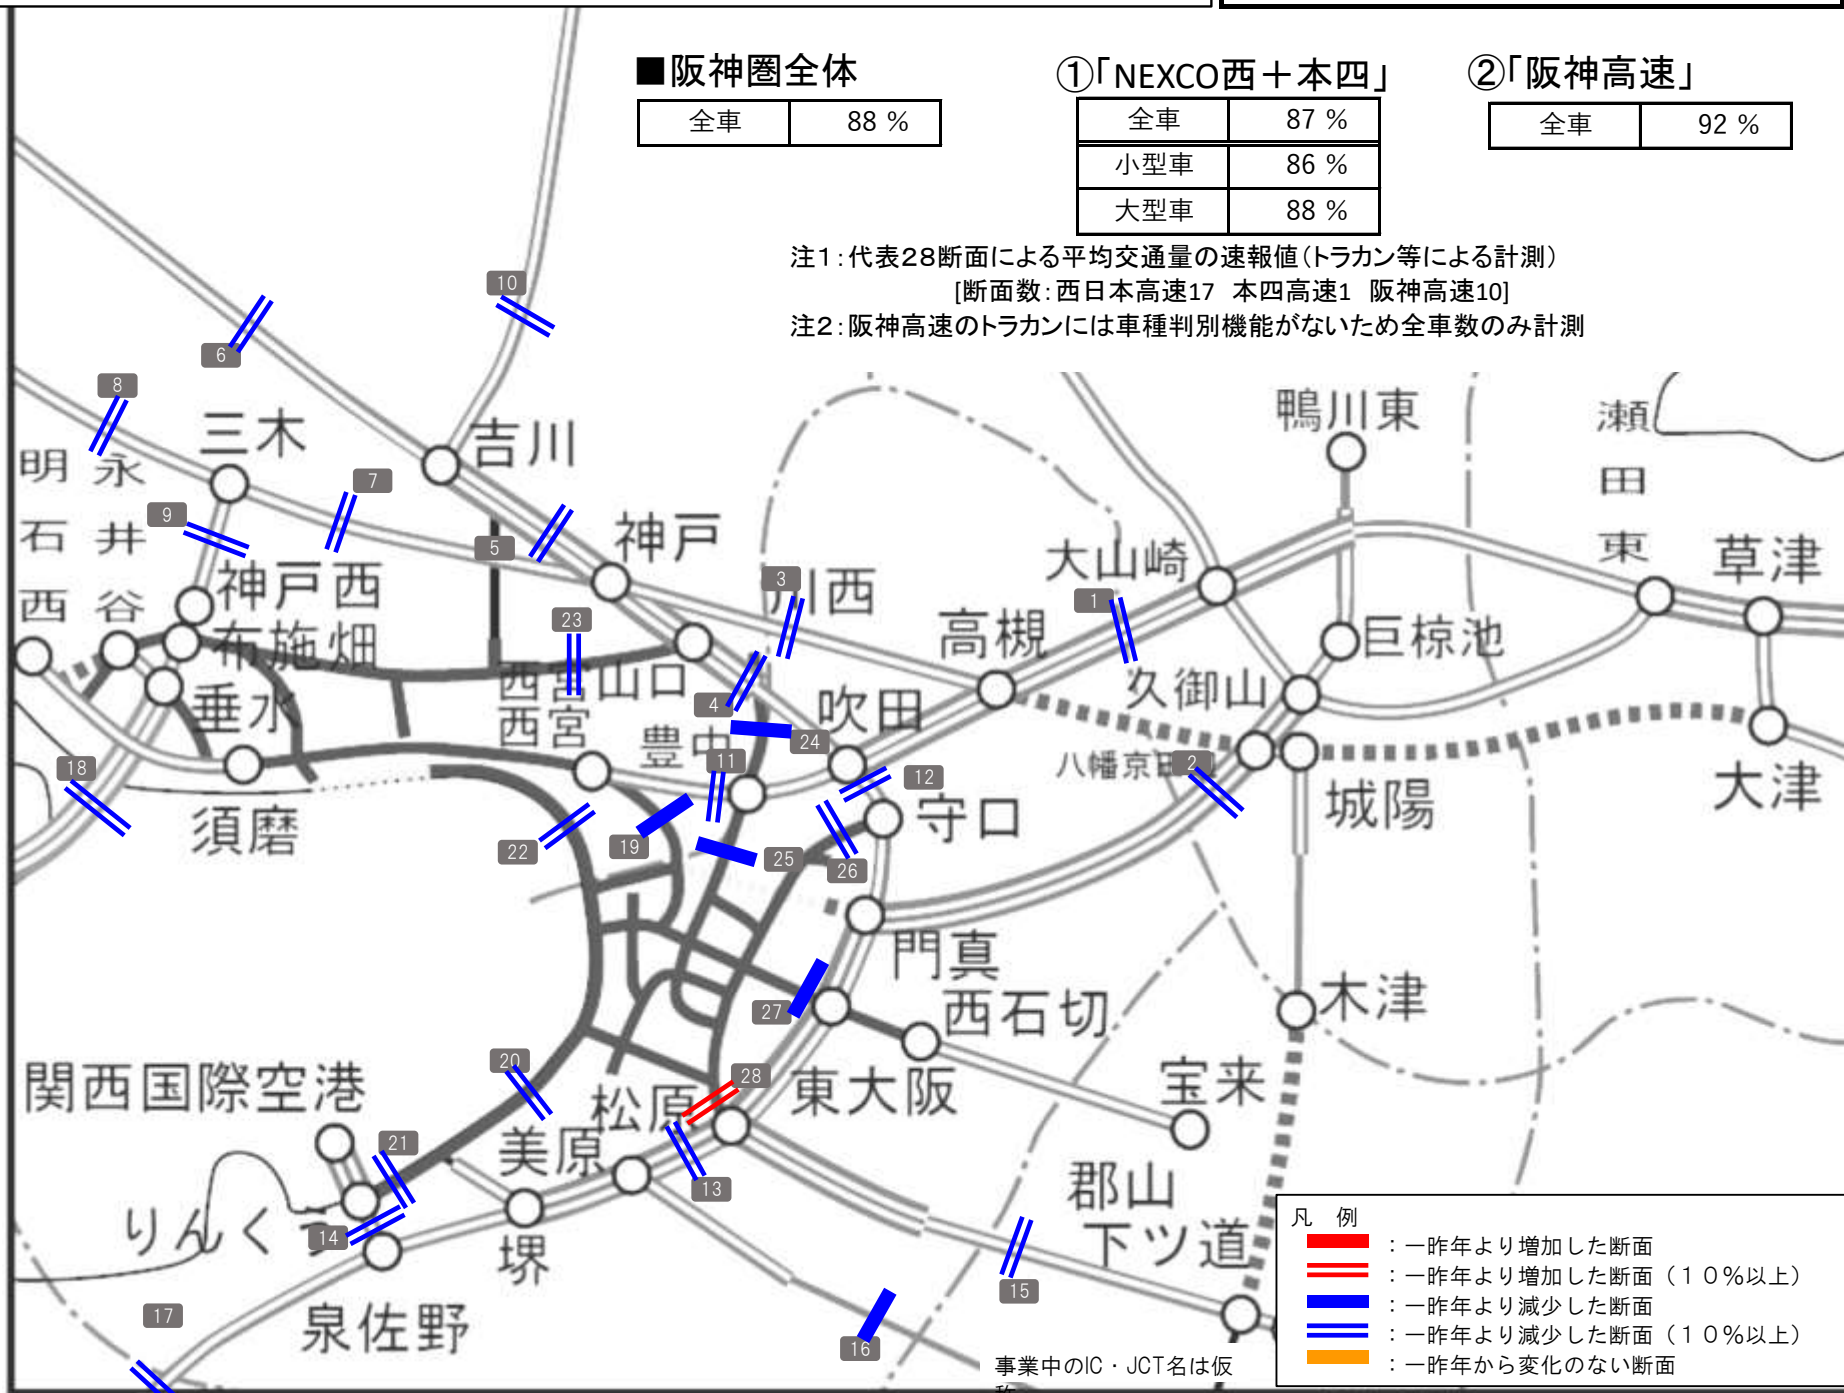 ■阪神圏全体
全車 88 %
①「NEXCO西＋本四」
全車 87 %
小型車 86 %
大型車 88 %
②「阪神高速」
全車 92 %
注１：代表２８断面による平均交通量の速報値（トラカン等による計測）
[断面数：西日本高速17 本四高速1 阪神高速10]
注２：阪神高速のトラカンには車種判別機能がないため全車数のみ計測
10
6
8
三木
吉川
鴨川東
瀬田東
明石西
永井谷
7
9
5
神戸
大山崎
草津
3
川西
1
神戸西
布施畑
23
高槻
巨椋池
西宮山口
西宮
久御山
垂水
4
吹田
豊中
24
11
八幡京田
2
12
18
大津
城陽
須磨
守口
22
19
25
26
門真
27
西石切
木津
20
関西国際空港
28
松原
東大阪
宝来
21
美原
13
郡山
下ツ道
りんくう
14
堺
15
17
泉佐野
16
事業中のIC・JCT名は仮
称
凡 例
：一昨年より増加した断面
：一昨年より増加した断面（１０％以上）
：一昨年より減少した断面
：一昨年より減少した断面（１０％以上）
：一昨年から変化のない断面